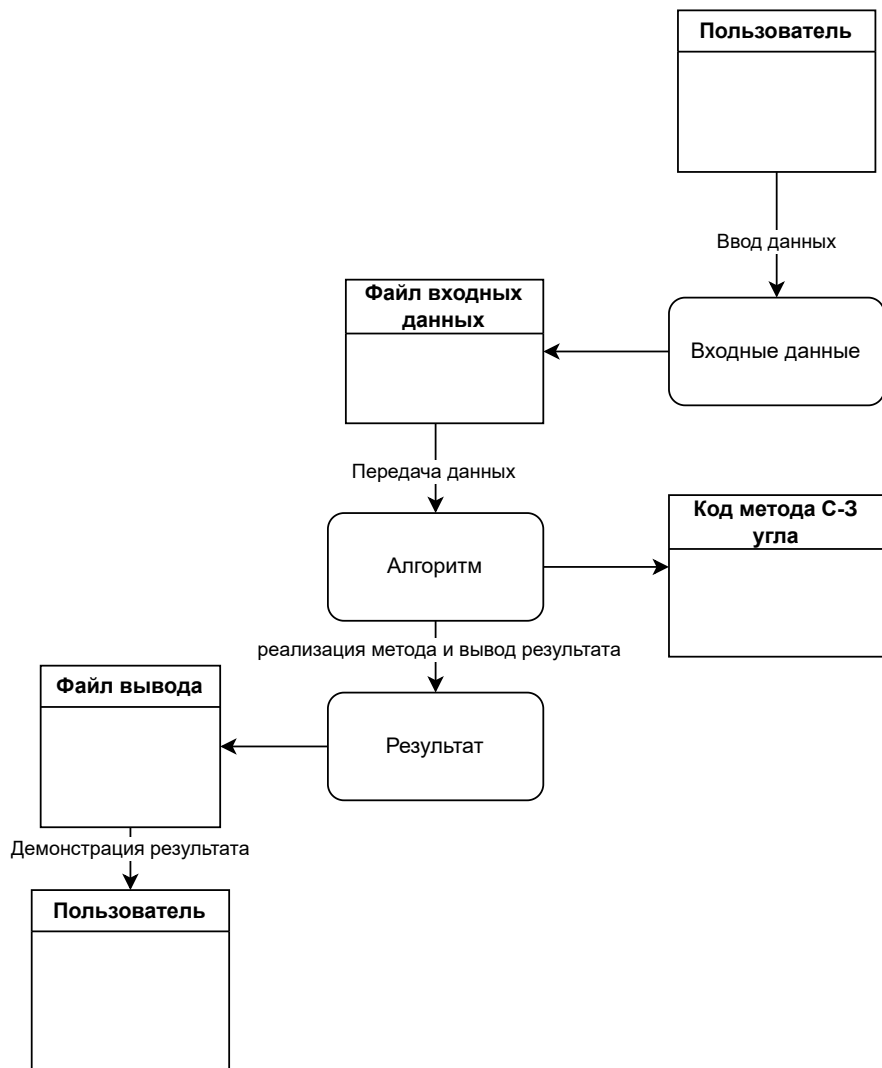 Пользователь
Ввод данных
Файл входных
данных
Входные данные
Передача данных
Код метода С-З
угла
Алгоритм
реализация метода и вывод результата
Файл вывода
Результат
Демонстрация результата
Пользователь